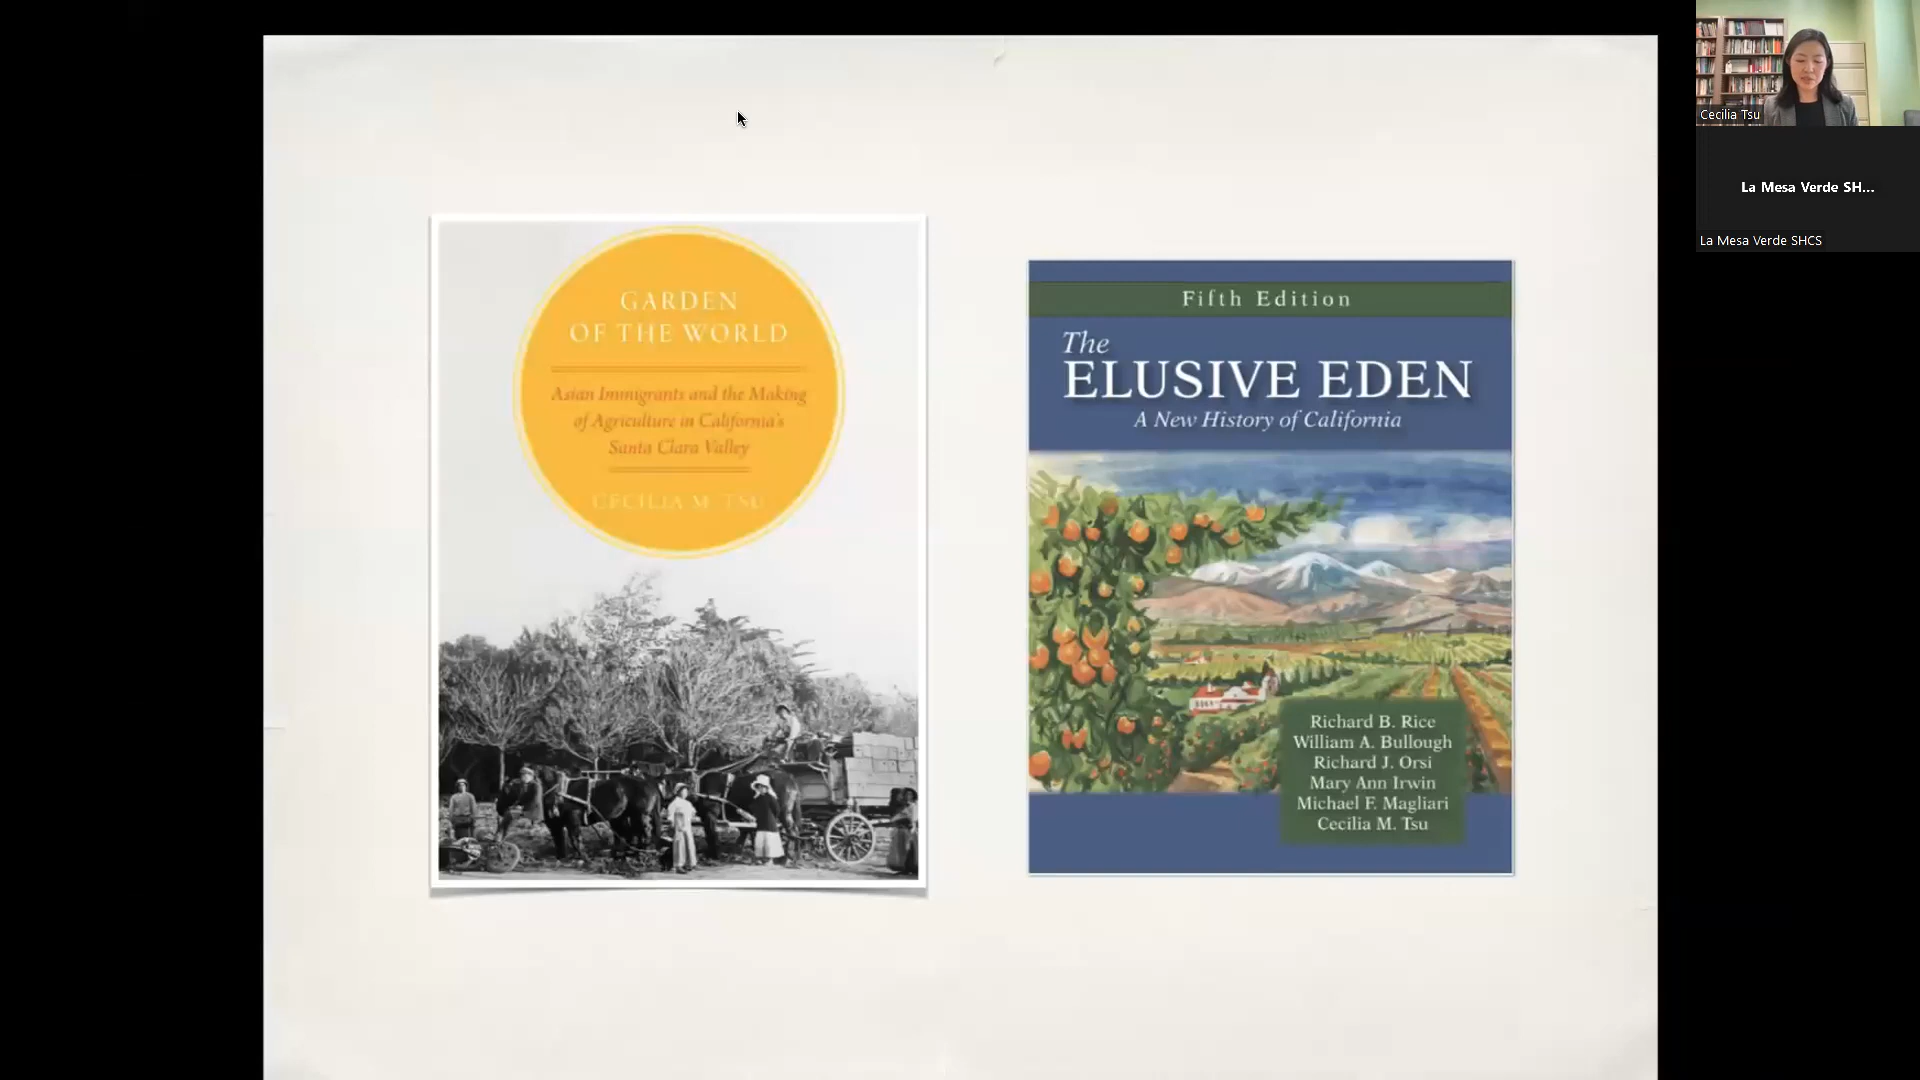 GARDEN
OF THE WORLD
Asian Immigrants and the Making
of Agriculture in California's
Santa Clara Valley
CECILIA M. TSU
Fifth Edition
The
ELUSIVE EDEN
A New History of California
Richard B. Rice
William A. Bullough
Richard J. Orsi
Mary Ann Irwin
Michael F. Magliari
Cecilia M. Tsu
Cecilia Tsu
La Mesa Verde SH...
La Mesa Verde SHCS